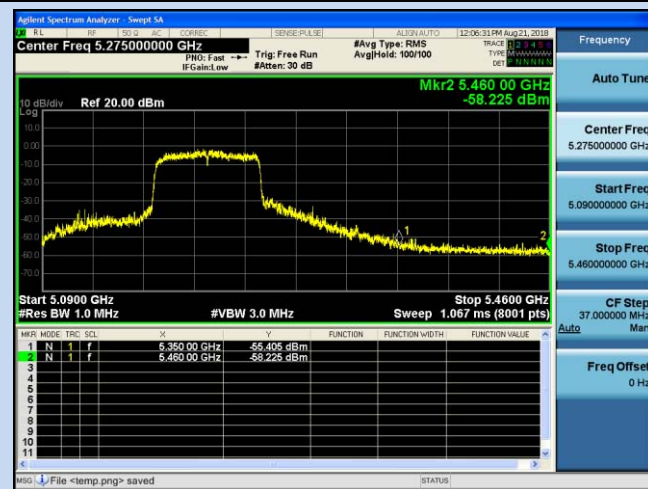 Agilent Spectrum Analyzer - Swept SA
RL RF 50 Ω AC CORREC SENSE:PULSE ALIGN AUTO 12:06:31 PM Aug 21, 2018
Center Freq 5.275000000 GHz
PNO: Fast
IFGain:Low
Trig: Free Run
#Atten: 30 dB
#Avg Type: RMS
Avg|Hold: 100/100
TRACE 1 2 3 4 5 6
TYPE
DET P N N N N N
Frequency
Auto Tune
Mkr2 5.460 00 GHz
-58.225 dBm
10 dB/div Ref 20.00 dBm
Log
10.0
0.00
-10.0
-20.0
-30.0
-40.0
-50.0
-60.0
-70.0
1
2
Center Freq
5.275000000 GHz
Start Freq
5.090000000 GHz
Stop Freq
5.460000000 GHz
CF Step
37.000000 MHz
Auto Man
Freq Offset
0 Hz
Start 5.0900 GHz Stop 5.4600 GHz
#Res BW 1.0 MHz #VBW 3.0 MHz Sweep 1.067 ms (8001 pts)
MKR MODE TRC SCL X Y FUNCTION FUNCTION WIDTH FUNCTION VALUE
1 N 1 f 5.350 00 GHz -55.405 dBm
2 N 1 f 5.460 00 GHz -58.225 dBm
3
4
5
6
7
8
9
10
11
MSG File <temp.png> saved STATUS